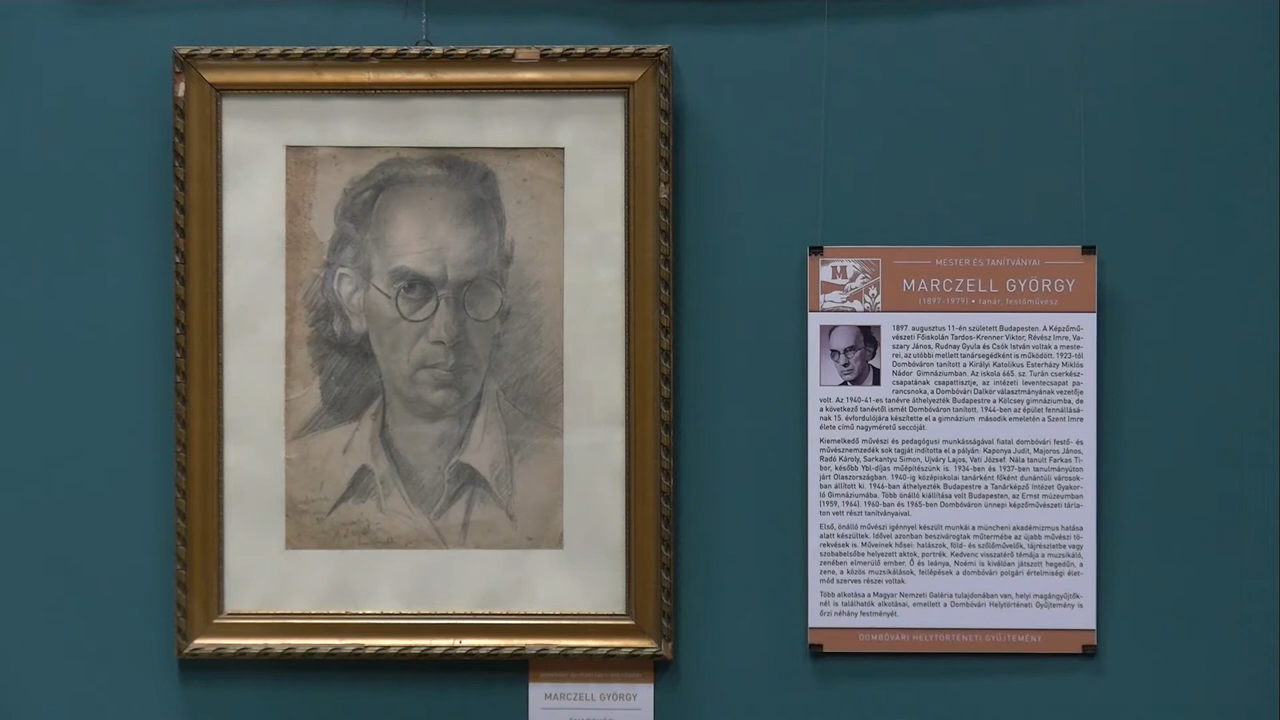 MESTER ÉS TANÍTVÁNYAI
M
MARCZELL GYÖRGY
(1897-1979) • tanár, festőművész
1897. augusztus 11-én született Budapesten. A Képzőmű-
vészeti Főiskolán Tardos-Krenner Viktor, Révész Imre, Va-
szary János, Rudnay Gyula és Csók István voltak a meste-
rei, az utóbbi mellett tanársegédként is működött. 1923-tól
Dombóváron tanított a Királyi Katolikus Esterházy Miklós
Nádor Gimnáziumban. Az iskola 665. sz. Turán cserkész-
csapatának csapattisztje, az intézeti leventecsapat pa-
rancsnoka, a Dombóvári Dalkör választmányának vezetője
volt. Az 1940-41-es tanévre áthelyezték Budapestre a Kölcsey gimnáziumba, de
a következő tanévtől ismét Dombóváron tanított. 1944-ben az épület fennállásá-
nak 15. évfordulójára készítette el a gimnázium második emeletén a Szent Imre
élete című nagyméretű seccóját.
Kiemelkedő művészi és pedagógusi munkásságával fiatal dombóvári festő- és
művésznemzedék sok tagját indította el a pályán: Kaponya Judit, Majoros János,
Radó Károly, Sarkantyu Simon, Ujváry Lajos, Vati József. Nála tanult Farkas Ti-
bor, később Ybl-díjas műépítészünk is. 1934-ben és 1937-ben tanulmányúton
járt Olaszországban. 1940-ig középiskolai tanárként főként dunántúli városok-
ban állított ki. 1946-ban áthelyezték Budapestre a Tanárképző Intézet Gyakor-
ló Gimnáziumába. Több önálló kiállítása volt Budapesten, az Ernst múzeumban
(1959, 1964). 1960-ban és 1965-ben Dombóváron ünnepi képzőművészeti tárla-
ton vett részt tanítványaival.
Első, önálló művészi igénnyel készült munkái a müncheni akadémizmus hatása
alatt készültek. Idővel azonban beszivárogtak műtermébe az újabb művészi tö-
rekvések is. Műveinek hősei: halászok, föld- és szőlőművelők, tájrészletbe vagy
szobabelsőbe helyezett aktok, portrék. Kedvenc visszatérő témája a muzsikáló,
zenében elmerülő ember. Ő és leánya, Noémi is kiválóan játszott hegedűn, a
zene, a közös muzsikálások, fellépések a dombóvári polgári értelmiségi élet-
mód szerves részei voltak.
Több alkotása a Magyar Nemzeti Galéria tulajdonában van, helyi magángyűjtők-
nél is találhatók alkotásai, emellett a Dombóvári Helytörténeti Gyűjtemény is
őrzi néhány festményét.
DOMBÓVÁRI HELYTÖRTÉNETI GYŰJTEMÉNY
MARCZELL GYÖRGY